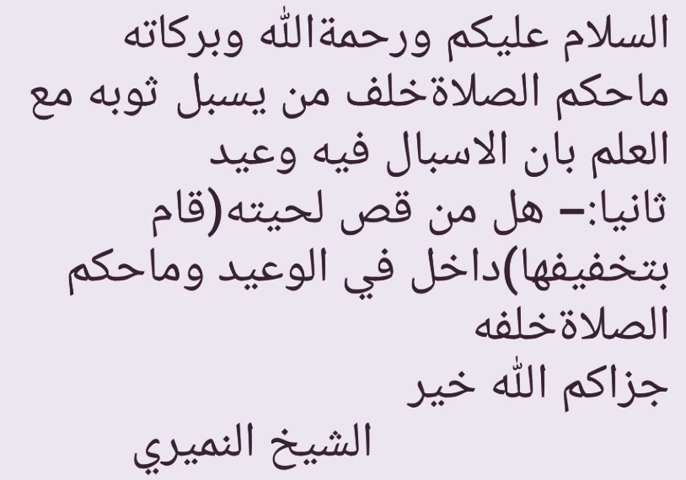 السلام عليكم ورحمةالله وبركاته
ماحكم الصلاةخلف من يسبل ثوبه مع
العلم بان الاسبال فيه وعيد
ثانيا:– هل من قص لحيته(قام
بتخفيفها)داخل في الوعيد وماحكم
الصلاةخلفه
جزاكم الله خير
الشيخ النميري